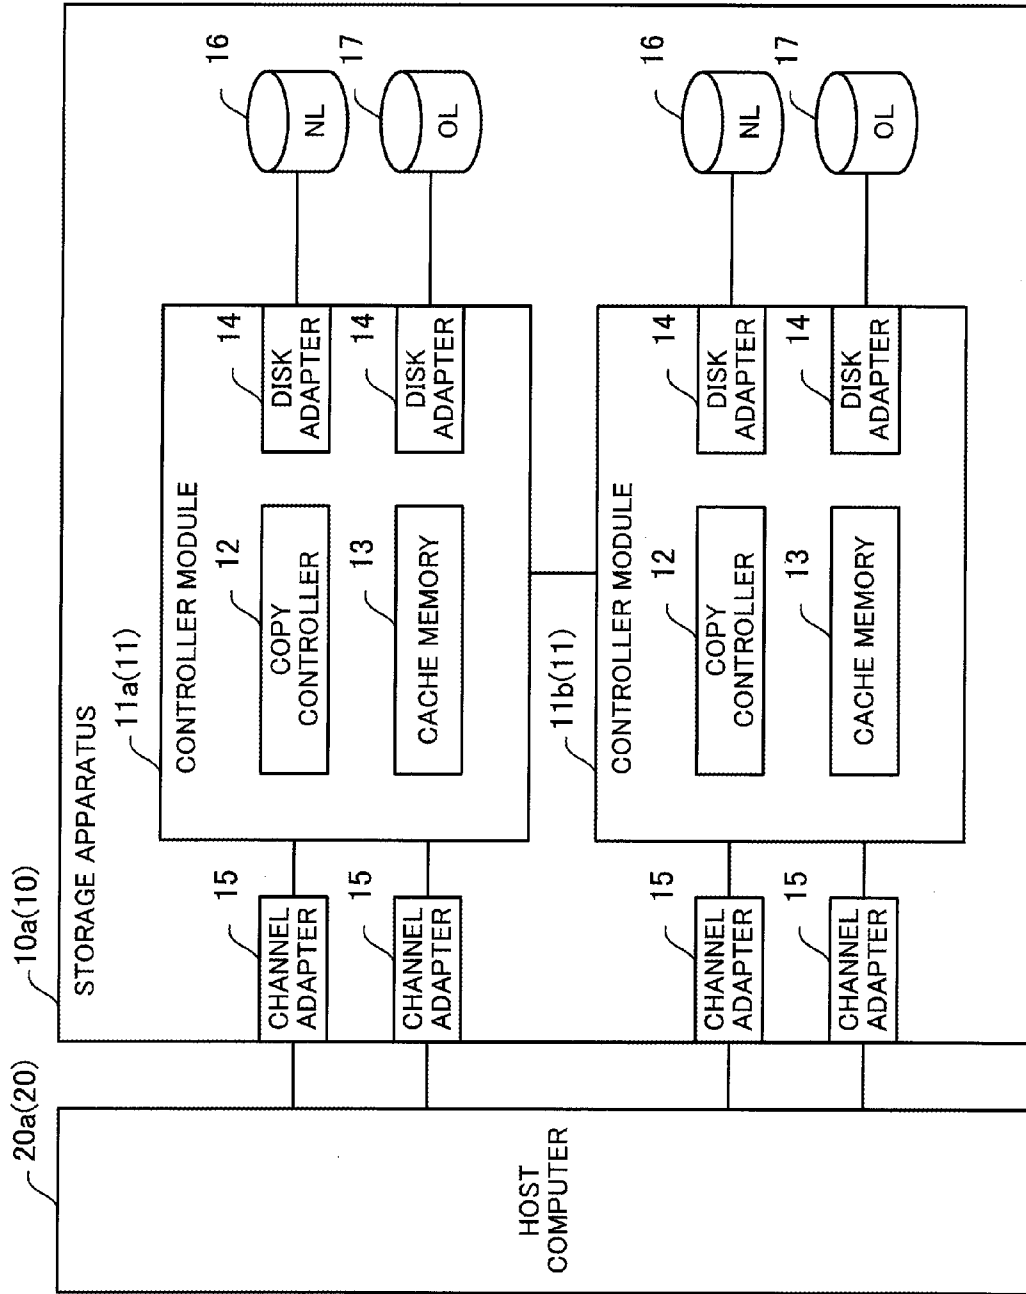 20a(20)
HOST
COMPUTER
10a(10)
STORAGE APPARATUS
15
CHANNEL
ADAPTER
15
CHANNEL
ADAPTER
11a(11)
CONTROLLER MODULE
12
COPY
CONTROLLER
13
CACHE MEMORY
14
DISK
ADAPTER
14
DISK
ADAPTER
16
NL
17
OL
15
CHANNEL
ADAPTER
15
CHANNEL
ADAPTER
11b(11)
CONTROLLER MODULE
12
COPY
CONTROLLER
13
CACHE MEMORY
14
DISK
ADAPTER
14
DISK
ADAPTER
16
NL
17
OL